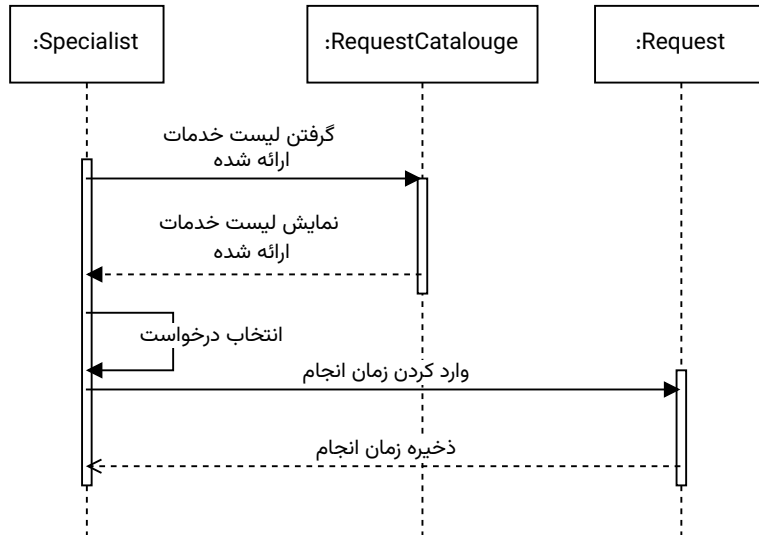 :Specialist
:RequestCatalouge
:Request
گرفتن لیست خدمات
ارائه شده
نمایش لیست خدمات
ارائه شده
انتخاب درخواست
وارد کردن زمان انجام
ذخیره زمان انجام